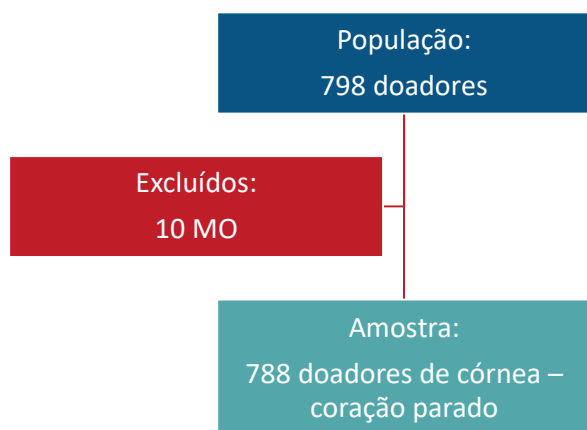 População:
798 doadores
Excluídos:
10 MO
Amostra:
788 doadores de córnea –
coração parado